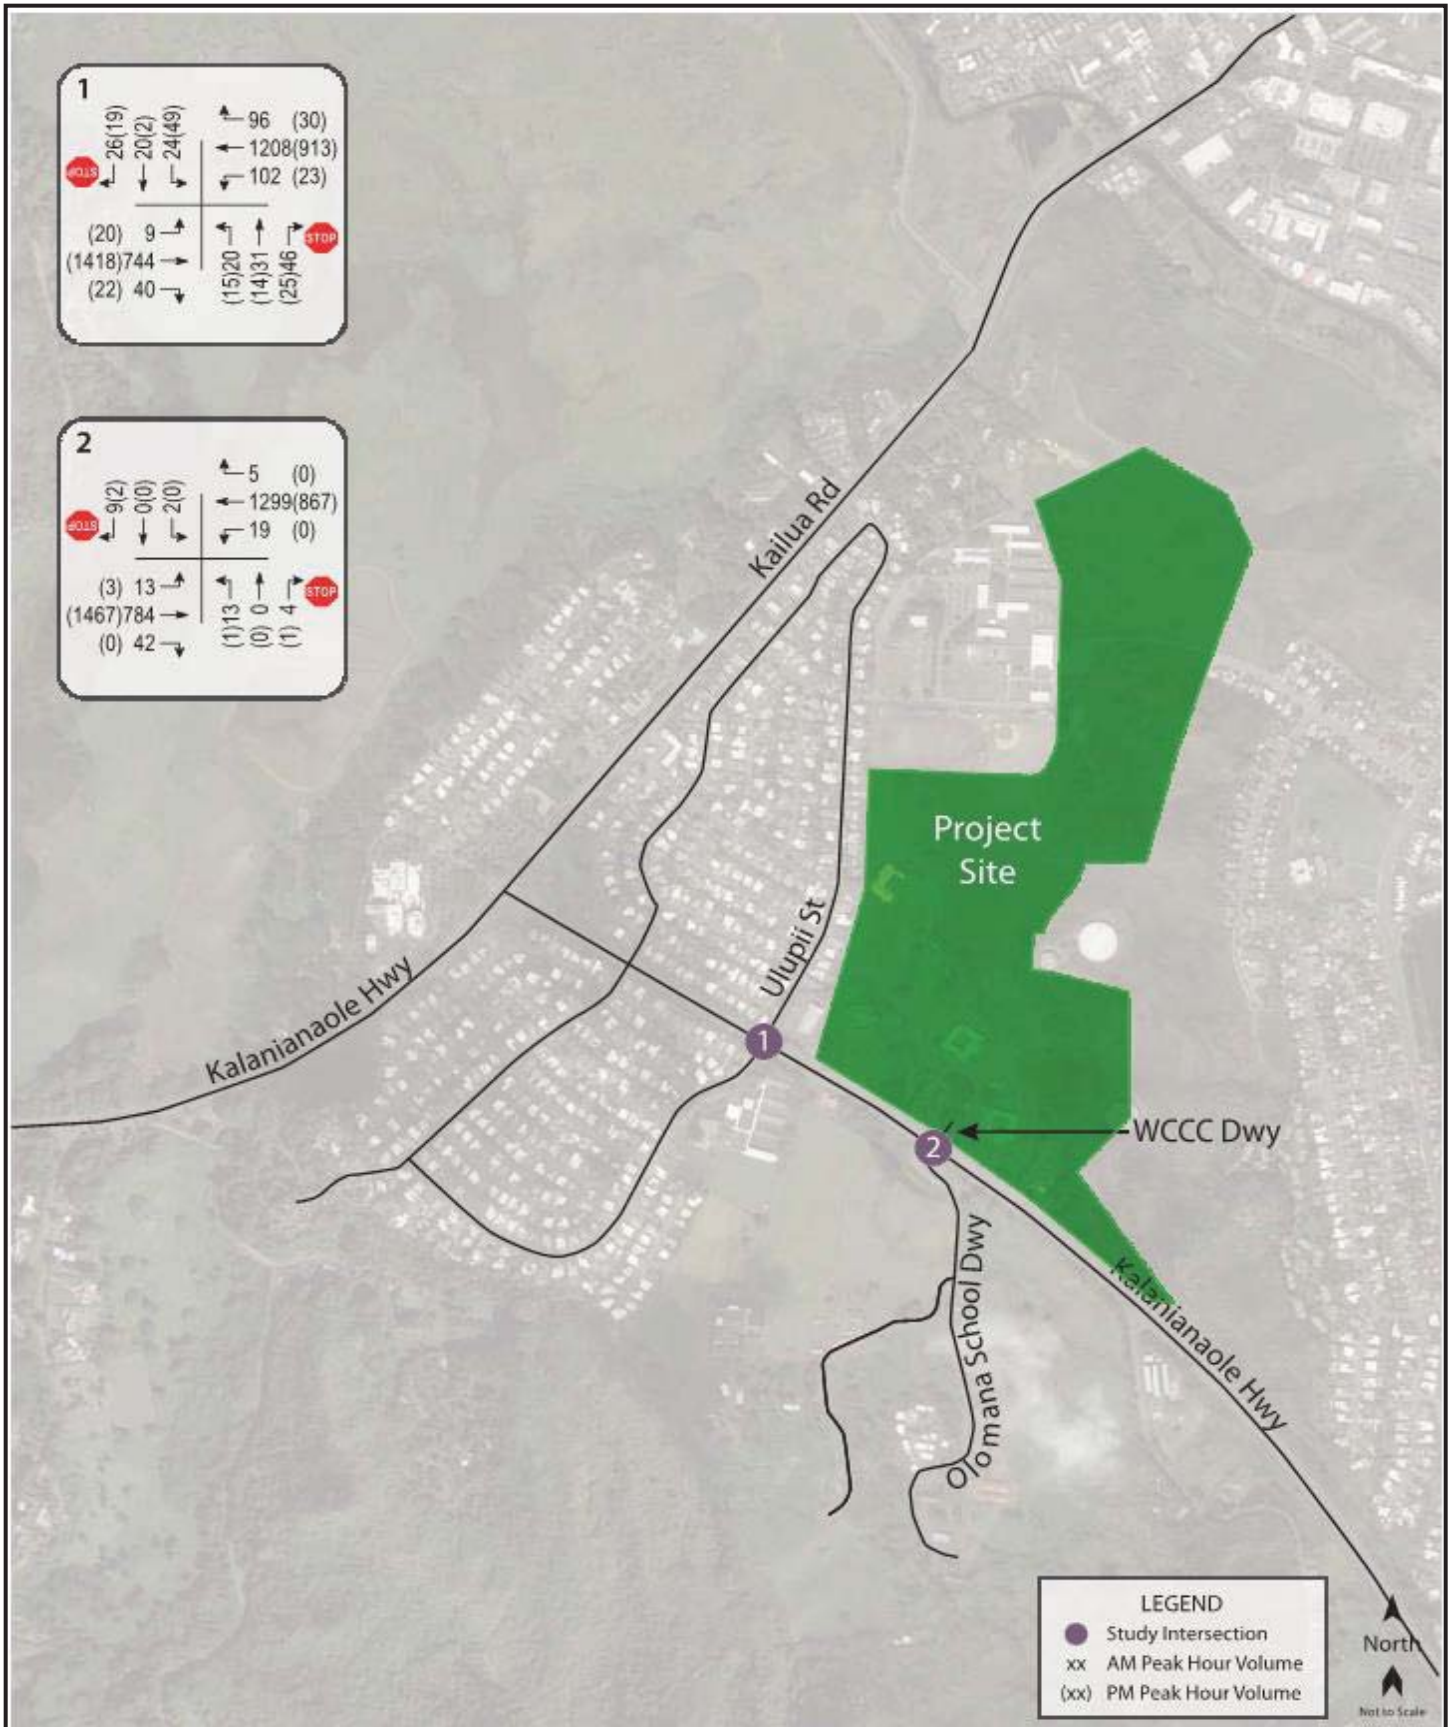 1
26(19)
20(2)
24(49)
96 (30)
1208(913)
102 (23)
STOP
(20) 9
(1418)744
(22) 40
(15)20
(14)31
(25)46
STOP
2
9(2)
0(0)
2(0)
5 (0)
1299(867)
19 (0)
STOP
(3) 13
(1467)784
(0) 42
(1)13
(0) 0
(1) 4
STOP
Kailua Rd
Project
Site
Ulupii St
Kalanianaole Hwy
1
2
WCCC Dwy
Olomana School Dwy
Kalanianaole Hwy
LEGEND
Study Intersection
xx AM Peak Hour Volume
(xx) PM Peak Hour Volume
North
Not to Scale